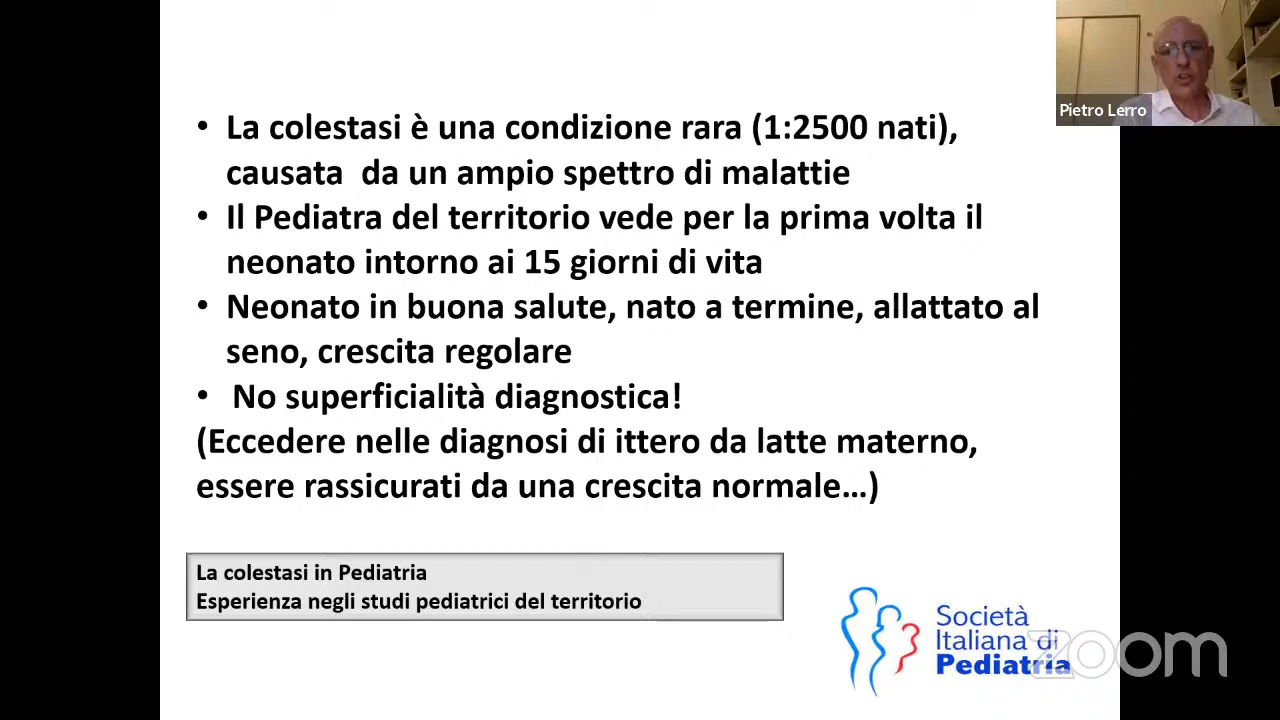 • La colestasi è una condizione rara (1:2500 nati),
causata da un ampio spettro di malattie
• Il Pediatra del territorio vede per la prima volta il
neonato intorno ai 15 giorni di vita
• Neonato in buona salute, nato a termine, allattato al
seno, crescita regolare
• No superficialità diagnostica!
(Eccedere nelle diagnosi di ittero da latte materno,
essere rassicurati da una crescita normale...)
La colestasi in Pediatria
Esperienza negli studi pediatrici del territorio
Società
Italiana di
Pediatria
zoom
Pietro Lerro